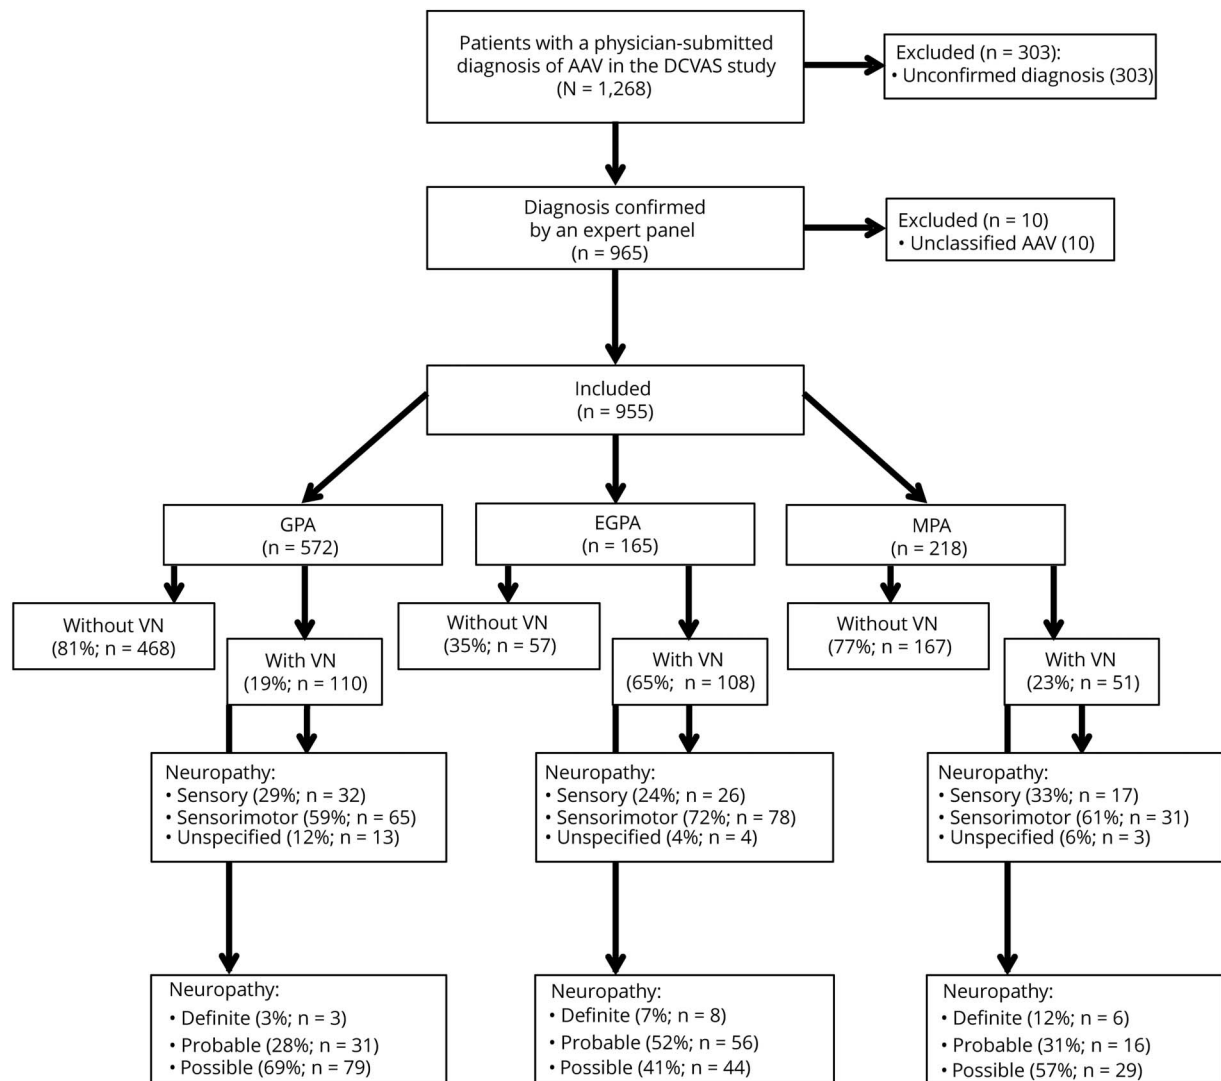 Patients with a physician-submitted
diagnosis of AAV in the DCVAS study
(N = 1,268)
Excluded (n = 303):
• Unconfirmed diagnosis (303)
Diagnosis confirmed
by an expert panel
(n = 965)
Excluded (n = 10)
• Unclassified AAV (10)
Included
(n = 955)
GPA
(n = 572)
EGPA
(n = 165)
MPA
(n = 218)
Without VN
(81%; n = 468)
With VN
(19%; n = 110)
Without VN
(35%; n = 57)
With VN
(65%; n = 108)
Without VN
(77%; n = 167)
With VN
(23%; n = 51)
Neuropathy:
• Sensory (29%; n = 32)
• Sensorimotor (59%; n = 65)
• Unspecified (12%; n = 13)
Neuropathy:
• Sensory (24%; n = 26)
• Sensorimotor (72%; n = 78)
• Unspecified (4%; n = 4)
Neuropathy:
• Sensory (33%; n = 17)
• Sensorimotor (61%; n = 31)
• Unspecified (6%; n = 3)
Neuropathy:
• Definite (3%; n = 3)
• Probable (28%; n = 31)
• Possible (69%; n = 79)
Neuropathy:
• Definite (7%; n = 8)
• Probable (52%; n = 56)
• Possible (41%; n = 44)
Neuropathy:
• Definite (12%; n = 6)
• Probable (31%; n = 16)
• Possible (57%; n = 29)